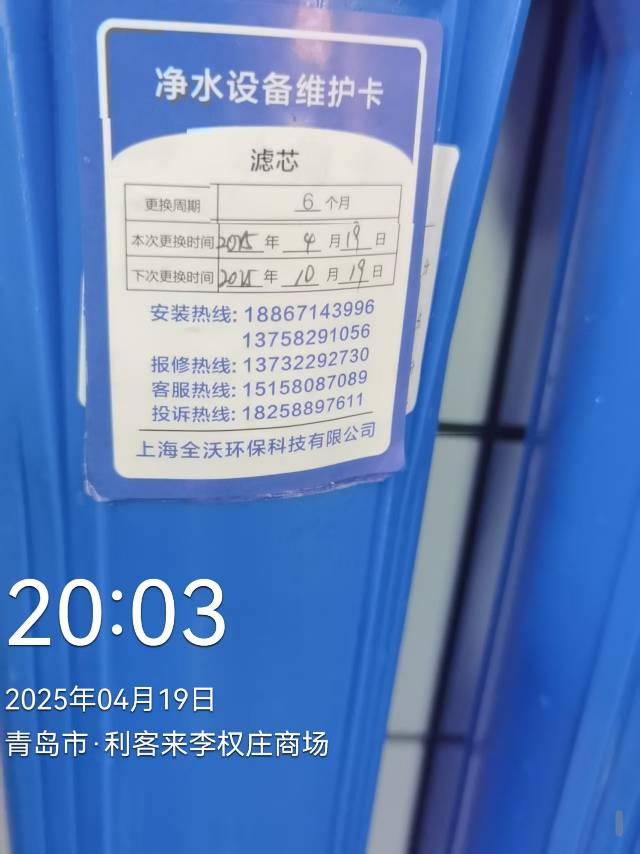 净水设备维护卡
滤芯
更换周期 6 个月
本次更换时间 2025 年 4 月 19 日
下次更换时间 2025 年 10 月 19 日
安装热线: 18867143996
13758291056
报修热线: 13732292730
客服热线: 15158087089
投诉热线: 18258897611
上海全沃环保科技有限公司
20:03
2025年04月19日
青岛市·利客来李权庄商场